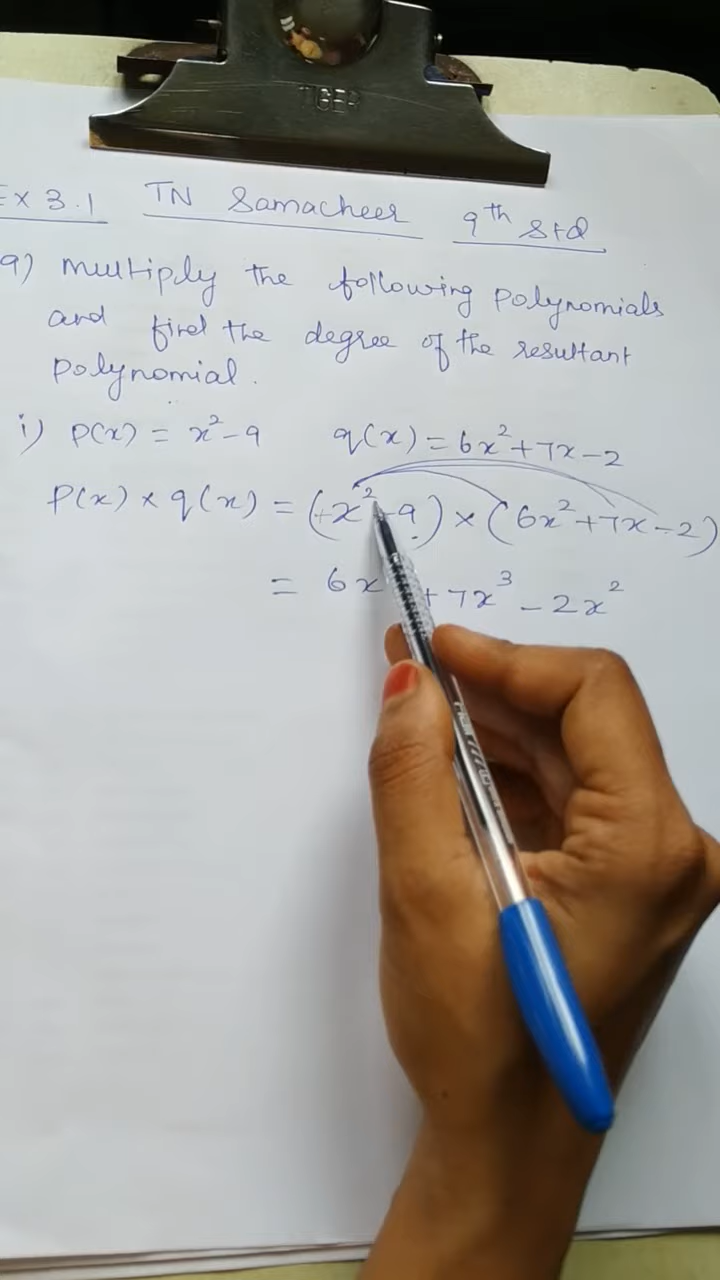 TIGER
EX 3.1 TN Samacheer 9th Std
9) Multiply the following polynomials
and find the degree of the resultant
polynomial.
i) P(x) = x² - 9 q(x) = 6x² + 7x - 2
P(x) × q(x) = (+x² - 9) × (6x² + 7x - 2)
= 6x + 7x³ - 2x²